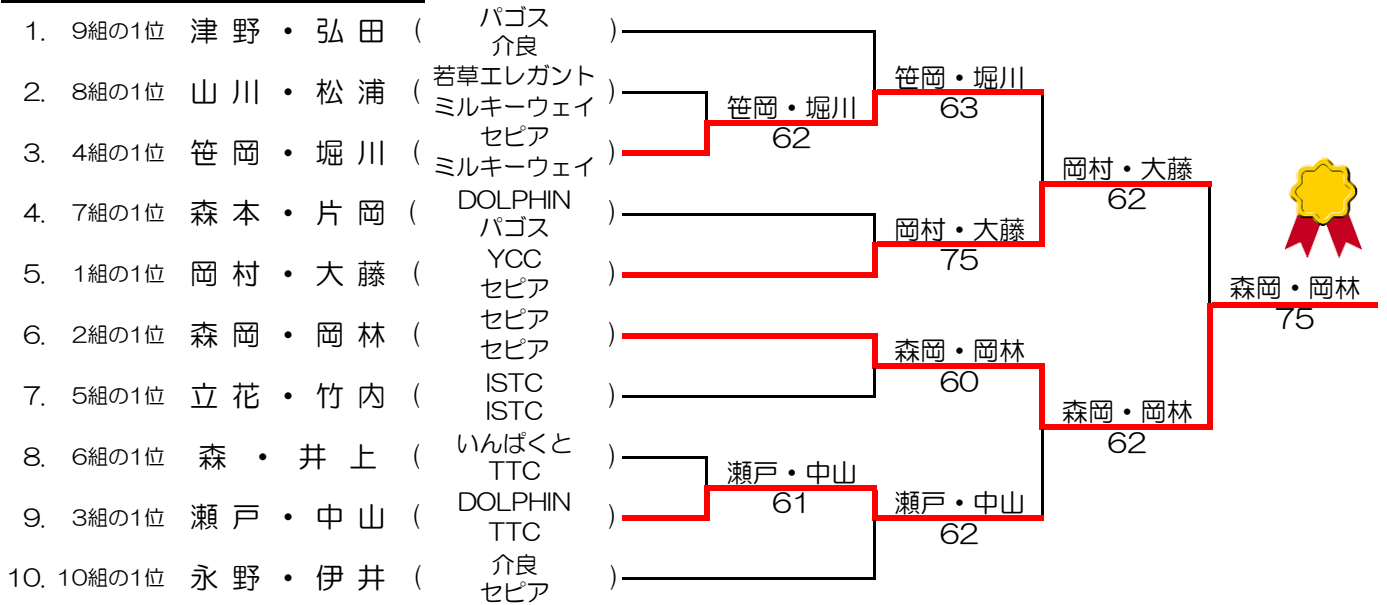 1. 9組の1位 津野・弘田 ( パゴス 介良 )
2. 8組の1位 山川・松浦 ( 若草エレガント ミルキーウェイ )
3. 4組の1位 笹岡・堀川 ( セピア ミルキーウェイ )
4. 7組の1位 森本・片岡 ( DOLPHIN パゴス )
5. 1組の1位 岡村・大藤 ( YCC セピア )
6. 2組の1位 森岡・岡林 ( セピア セピア )
7. 5組の1位 立花・竹内 ( ISTC ISTC )
8. 6組の1位 森・井上 ( いんぱくと TTC )
9. 3組の1位 瀬戸・中山 ( DOLPHIN TTC )
10. 10組の1位 永野・伊井 ( 介良 セピア )
笹岡・堀川
62
瀬戸・中山
61
笹岡・堀川
63
岡村・大藤
75
森岡・岡林
60
瀬戸・中山
62
岡村・大藤
62
森岡・岡林
62
森岡・岡林
75